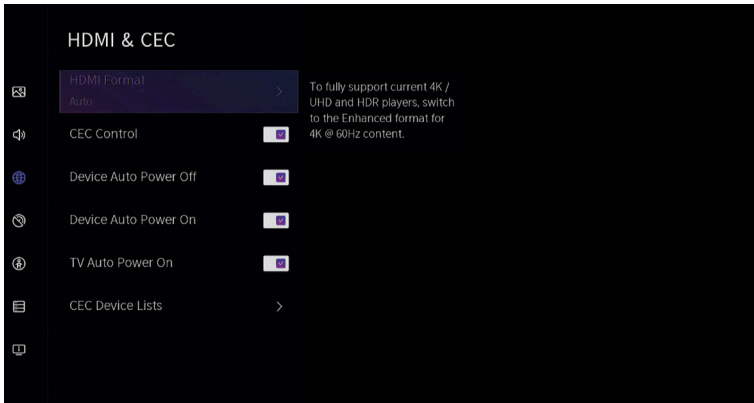 HDMI & CEC
HDMI Format
Auto
To fully support current 4K /
UHD and HDR players, switch
to the Enhanced format for
4K @ 60Hz content.
CEC Control
Device Auto Power Off
Device Auto Power On
TV Auto Power On
CEC Device Lists